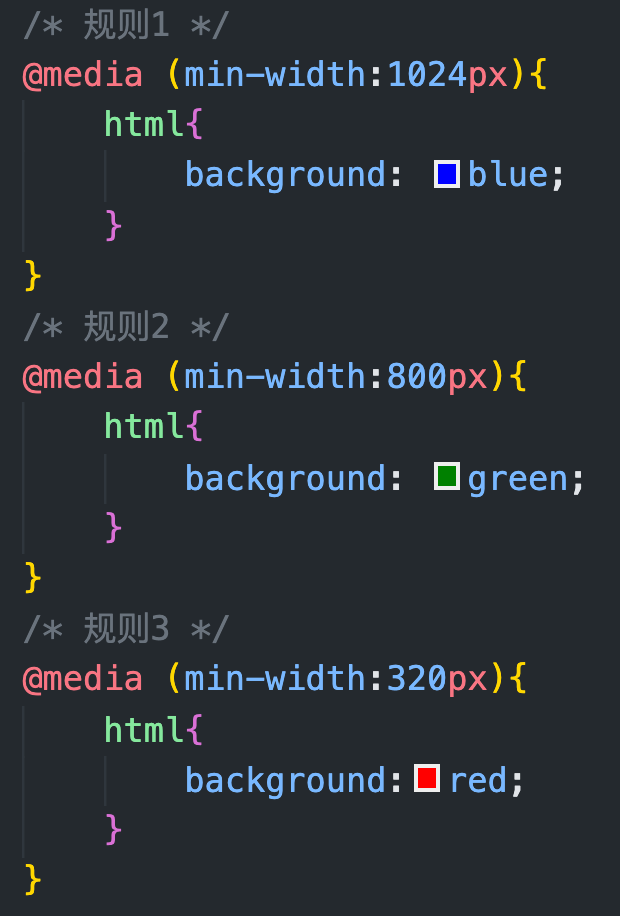 /* 规则1 */
@media (min-width:1024px){
html{
background: blue;
}
}
/* 规则2 */
@media (min-width:800px){
html{
background: green;
}
}
/* 规则3 */
@media (min-width:320px){
html{
background:red;
}
}